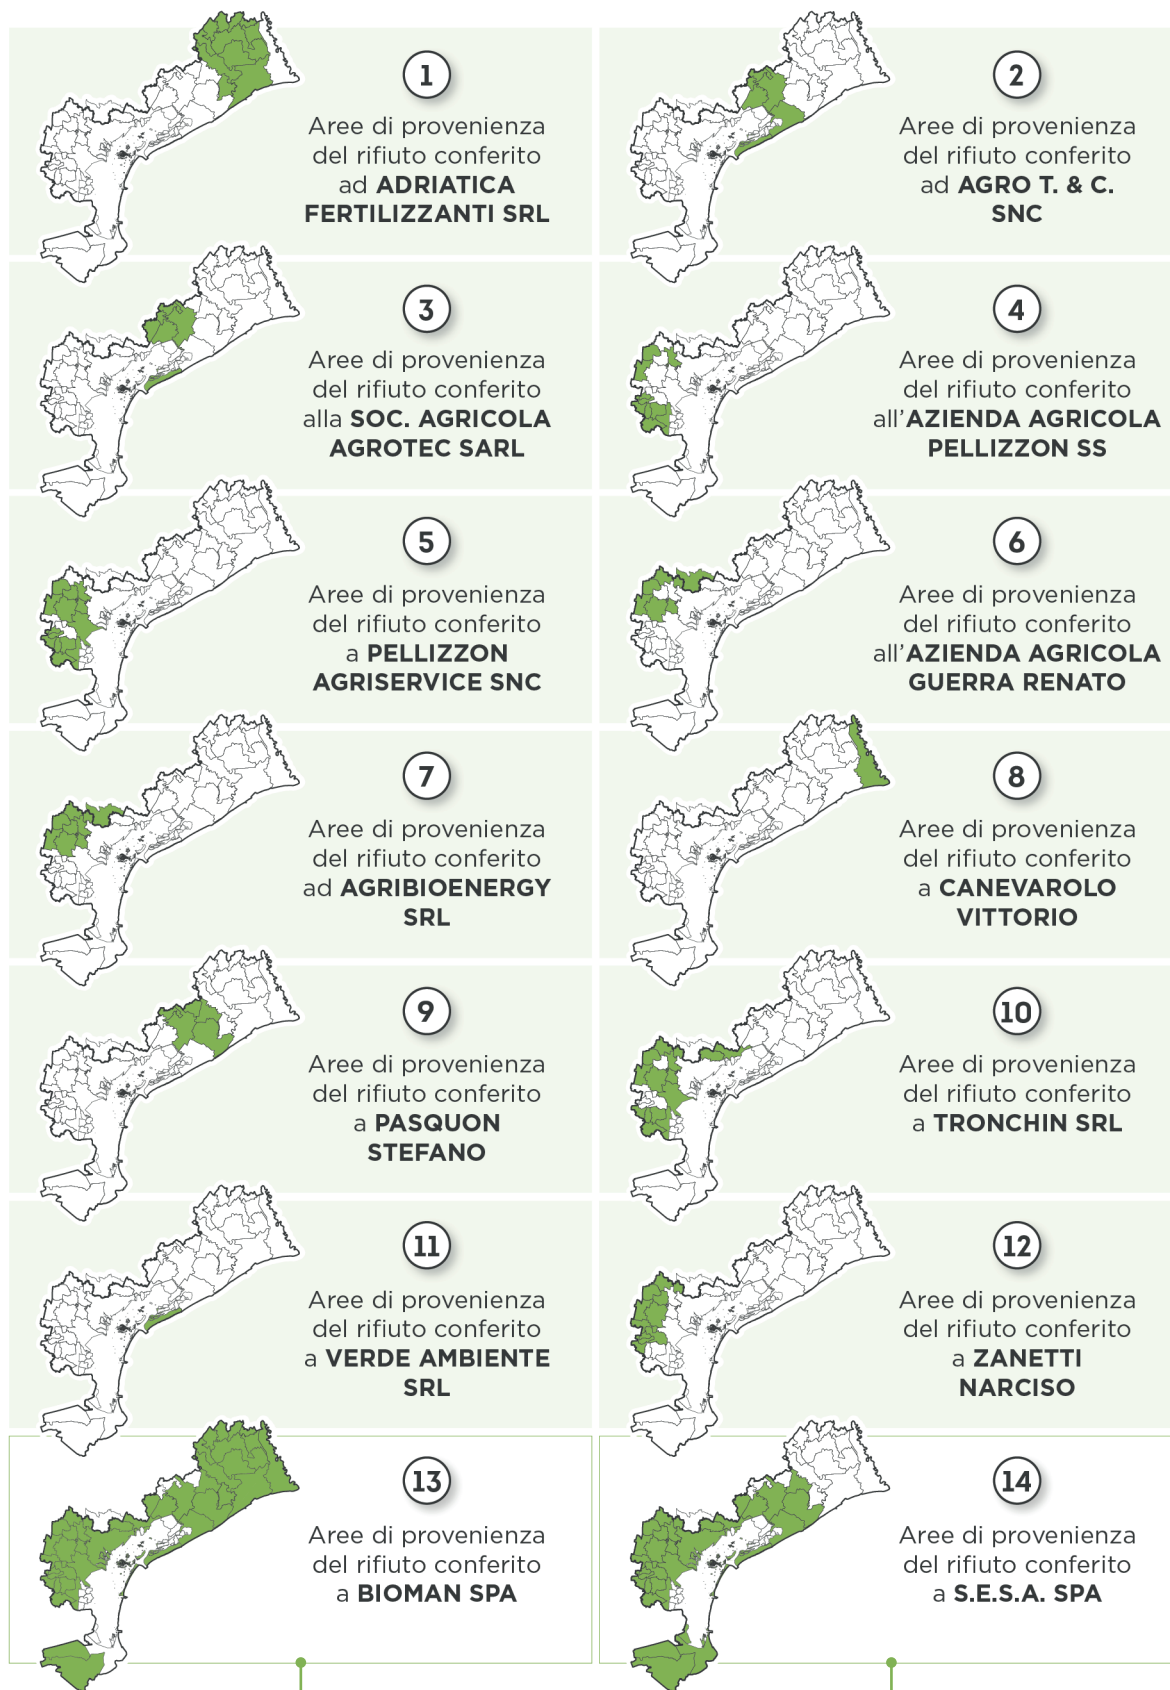 1
Aree di provenienza
del rifiuto conferito
ad ADRIATICA
FERTILIZZANTI SRL
2
Aree di provenienza
del rifiuto conferito
ad AGRO T. & C.
SNC
3
Aree di provenienza
del rifiuto conferito
alla SOC. AGRICOLA
AGROTEC SARL
4
Aree di provenienza
del rifiuto conferito
all'AZIENDA AGRICOLA
PELLIZZON SS
5
Aree di provenienza
del rifiuto conferito
a PELLIZZON
AGRISERVICE SNC
6
Aree di provenienza
del rifiuto conferito
all'AZIENDA AGRICOLA
GUERRA RENATO
7
Aree di provenienza
del rifiuto conferito
ad AGRIBIOENERGY
SRL
8
Aree di provenienza
del rifiuto conferito
a CANEVAROLO
VITTORIO
9
Aree di provenienza
del rifiuto conferito
a PASQUON
STEFANO
10
Aree di provenienza
del rifiuto conferito
a TRONCHIN SRL
11
Aree di provenienza
del rifiuto conferito
a VERDE AMBIENTE
SRL
12
Aree di provenienza
del rifiuto conferito
a ZANETTI
NARCISO
13
Aree di provenienza
del rifiuto conferito
a BIOMAN SPA
14
Aree di provenienza
del rifiuto conferito
a S.E.S.A. SPA